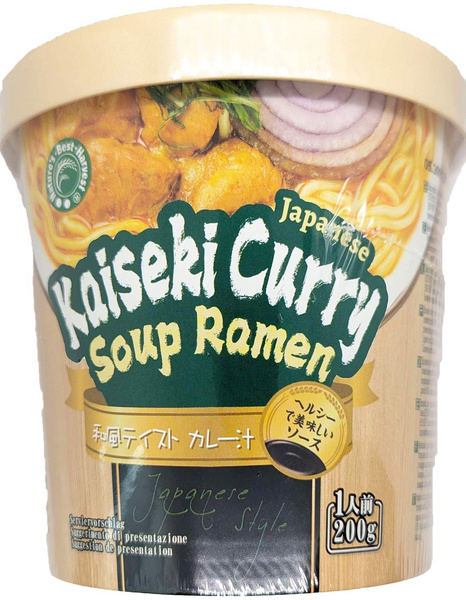 Nature's·Best·Harvest
Japanese
Kaiseki Curry
Soup Ramen
和風テイスト カレー汁
ヘルシー
で美味しい
ソース
Japanese
Style
Serviervorschlag
Suggerimento di presentazione
Suggestion de présentation
1人前
200g